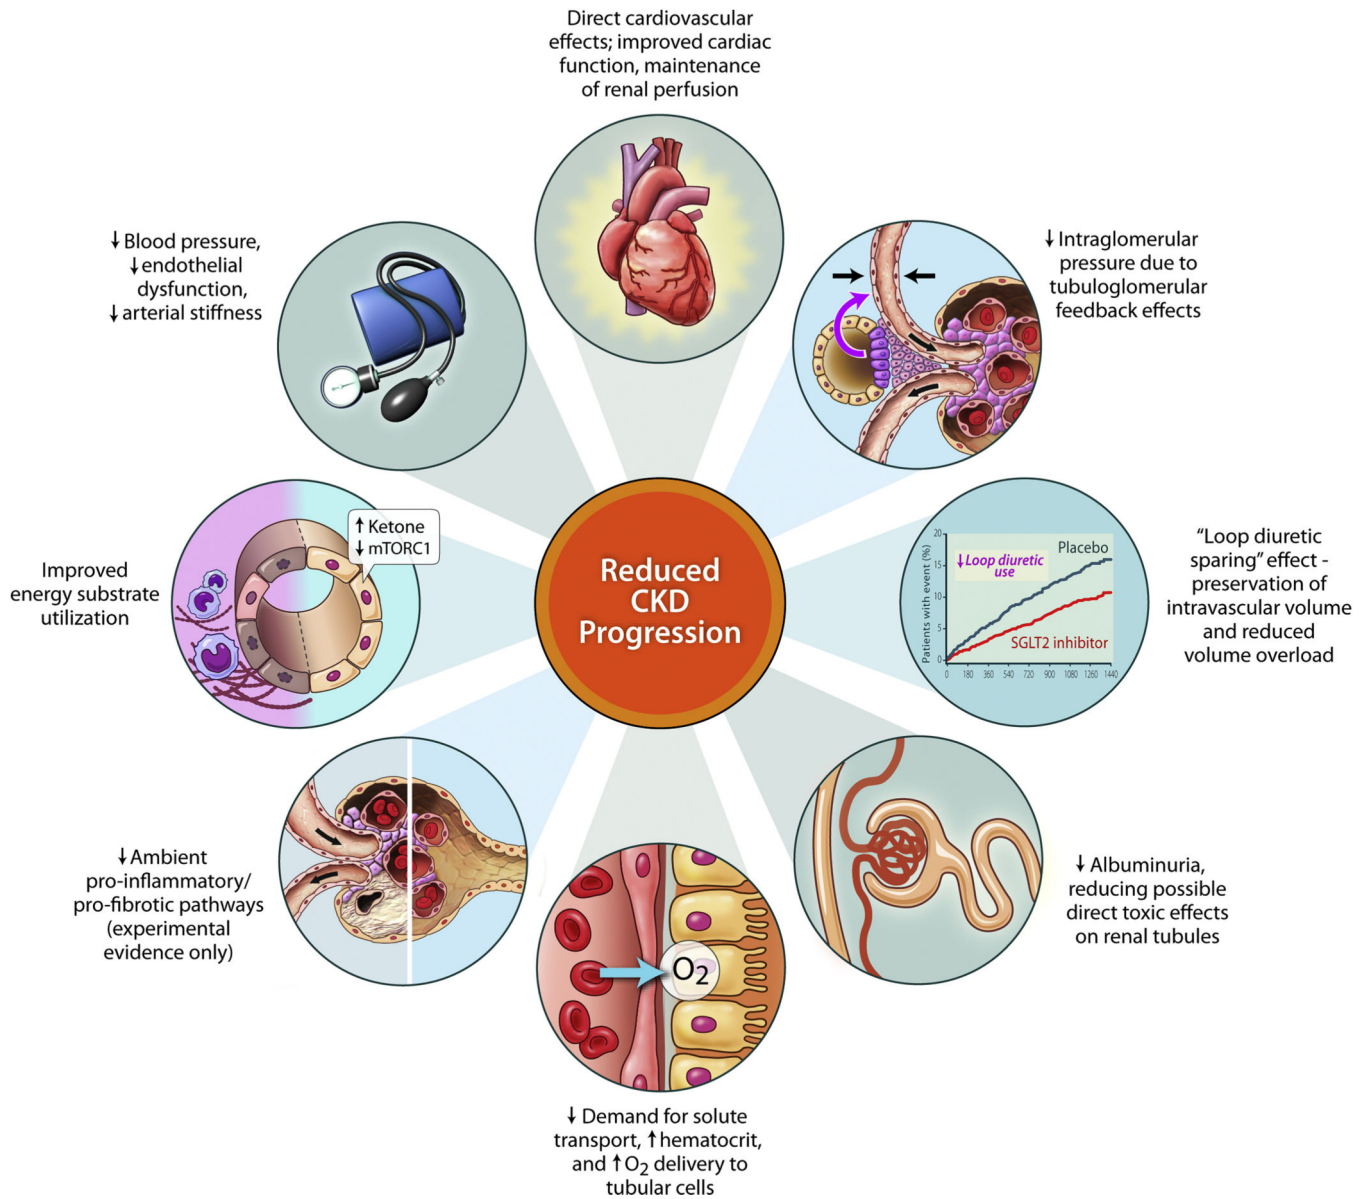 Direct cardiovascular
effects; improved cardiac
function, maintenance
of renal perfusion
↓ Blood pressure,
↓ endothelial
dysfunction,
↓ arterial stiffness
↓ Intraglomerular
pressure due to
tubuloglomerular
feedback effects
↑ Ketone
↓ mTORC1
Improved
energy substrate
utilization
Reduced
CKD
Progression
Patients with event (%)
20
15
10
5
0
↓ Loop diuretic
use
Placebo
SGLT2 inhibitor
0 180 360 540 720 900 1080 1260 1440
“Loop diuretic
sparing” effect -
preservation of
intravascular volume
and reduced
volume overload
↓ Ambient
pro-inflammatory/
pro-fibrotic pathways
(experimental
evidence only)
O₂
↓ Albuminuria,
reducing possible
direct toxic effects
on renal tubules
↓ Demand for solute
transport, ↑ hematocrit,
and ↑ O₂ delivery to
tubular cells